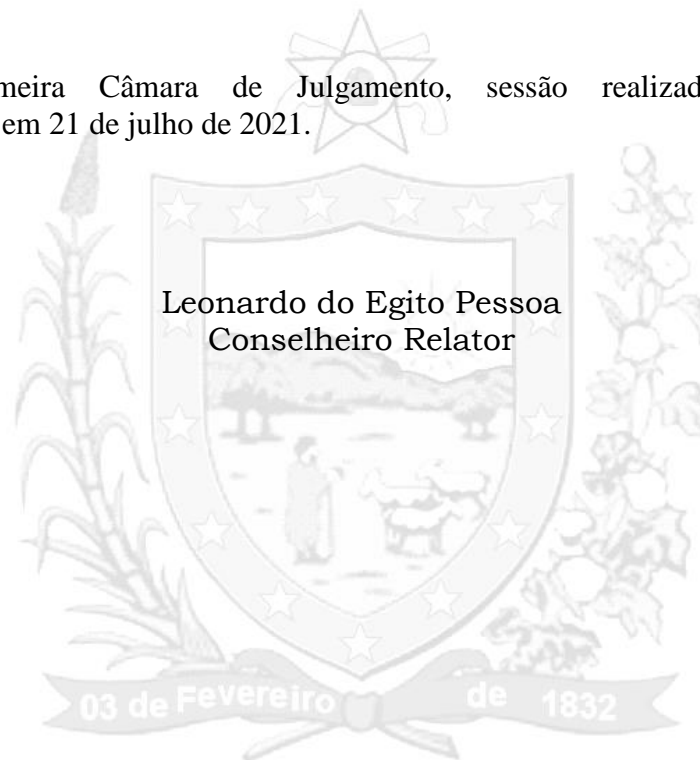 meira Câmara de Julgamento, sessão realizad
em 21 de julho de 2021.
Leonardo do Egito Pessoa
Conselheiro Relator
03 de Fevereiro de 1832